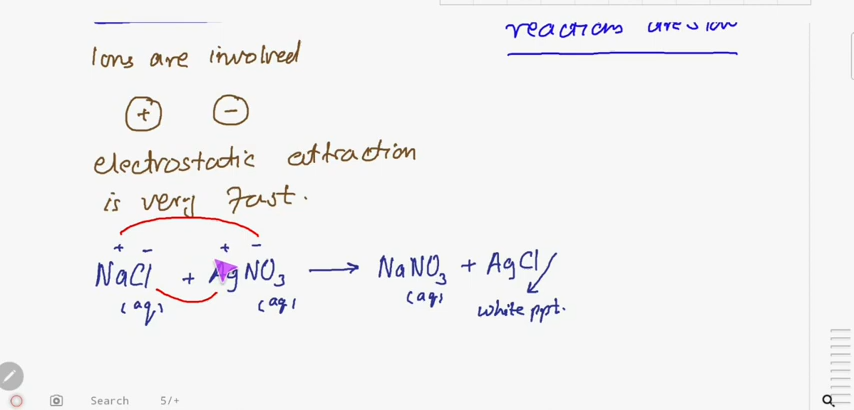 reactions are slow
Ions are involved
+ -
electrostatic attraction
is very fast.
+ - + -
NaCl + AgNO3 → NaNO3 + AgCl
(aq) (aq) (aq) white ppt.
Search 5/+